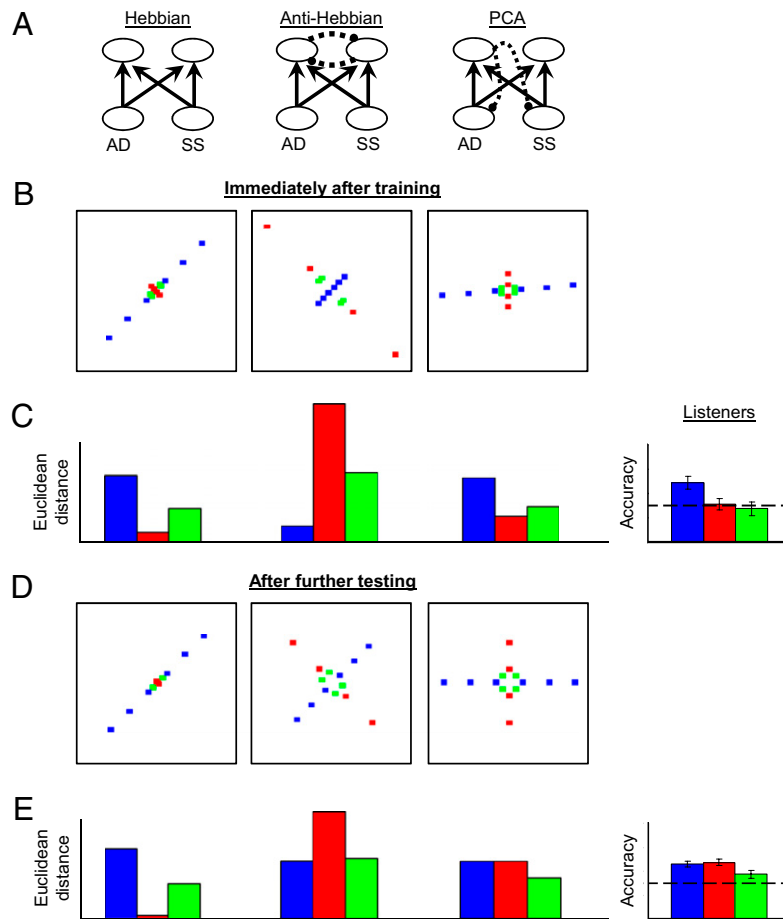 A
Hebbian
Anti-Hebbian
PCA
AD
SS
AD
SS
AD
SS
B
Immediately after training
C
Listeners
Euclidean
distance
Accuracy
D
After further testing
E
Euclidean
distance
Accuracy